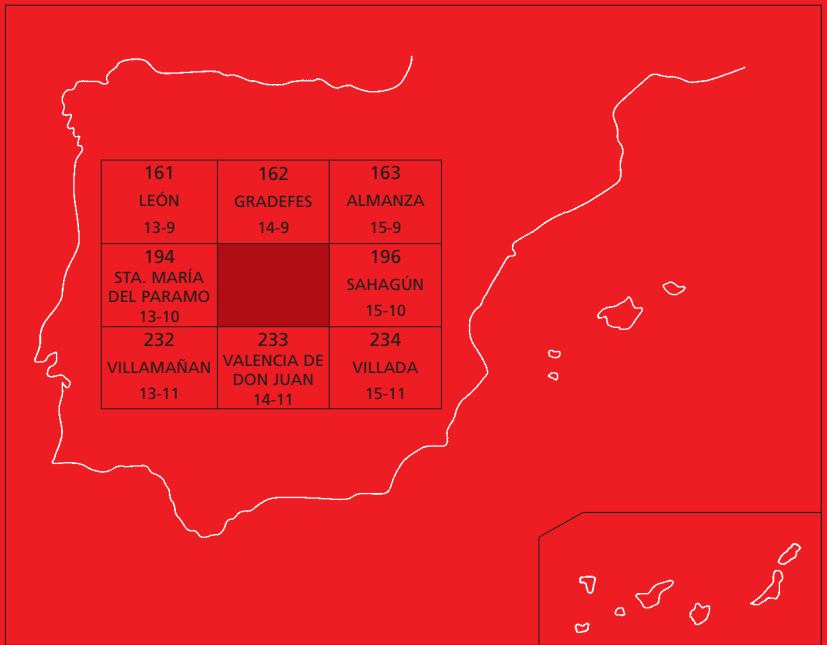 161
LEÓN
13-9
162
GRADEFES
14-9
163
ALMANZA
15-9
194
STA. MARÍA
DEL PARAMO
13-10
196
SAHAGÚN
15-10
232
VILLAMAÑAN
13-11
233
VALENCIA DE
DON JUAN
14-11
234
VILLADA
15-11